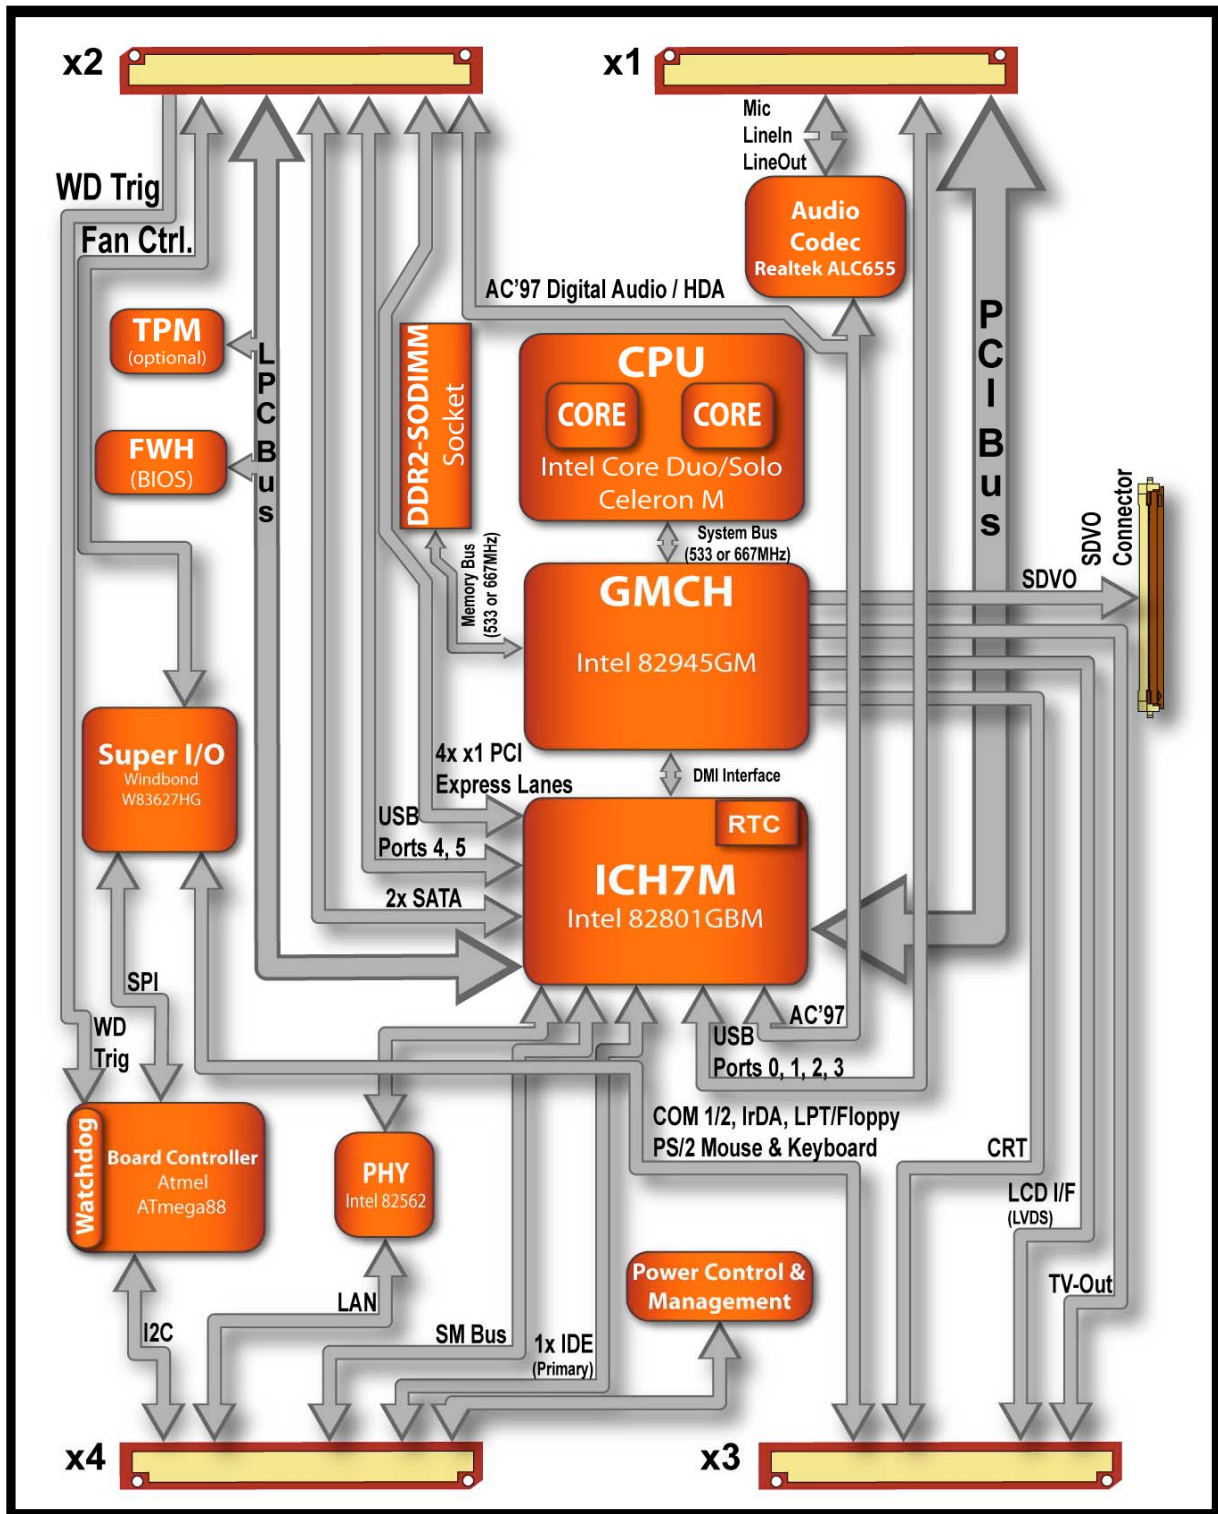 x2
x1
Mic
LineIn
LineOut
WD Trig
Fan Ctrl.
Audio
Codec
Realtek ALC655
AC'97 Digital Audio / HDA
TPM
(optional)
LPC Bus
PCI Bus
DDR2-SODIMM
Socket
CPU
CORE
CORE
Intel Core Duo/Solo
Celeron M
FWH
(BIOS)
System Bus
(533 or 667MHz)
Memory Bus
(533 or 667MHz)
SDVO
SDVO
Connector
GMCH
Intel 82945GM
Super I/O
Windbond
W83627HG
4x x1 PCI
Express Lanes
DMI Interface
USB
Ports 4, 5
RTC
ICH7M
Intel 82801GBM
2x SATA
SPI
WD
Trig
AC'97
USB
Ports 0, 1, 2, 3
COM 1/2, IrDA, LPT/Floppy
PS/2 Mouse & Keyboard
Watchdog
Board Controller
Atmel
ATmega88
PHY
Intel 82562
CRT
LCD I/F
(LVDS)
Power Control &
Management
TV-Out
LAN
I2C
SM Bus
1x IDE
(Primary)
x4
x3